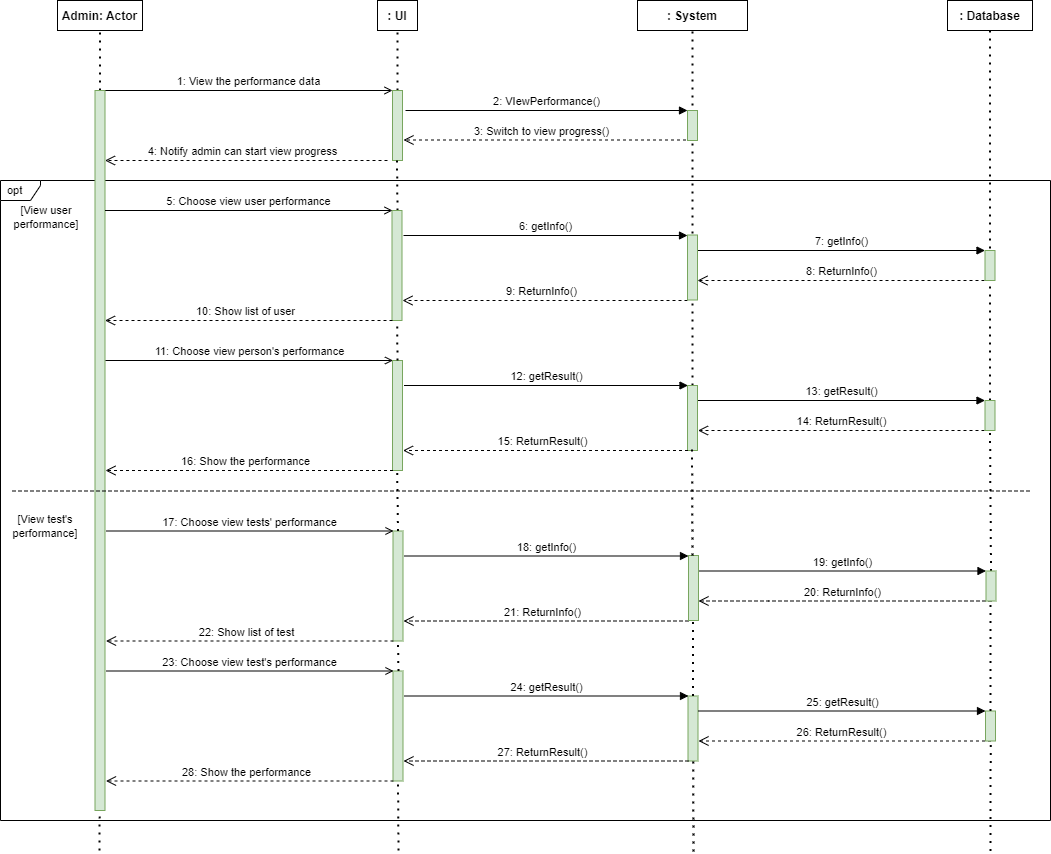 Admin: Actor
: UI
: System
: Database
1: View the performance data
2: VIewPerformance()
3: Switch to view progress()
4: Notify admin can start view progress
opt
[View user
performance]
5: Choose view user performance
6: getInfo()
7: getInfo()
8: ReturnInfo()
9: ReturnInfo()
10: Show list of user
11: Choose view person's performance
12: getResult()
13: getResult()
14: ReturnResult()
15: ReturnResult()
16: Show the performance
[View test's
performance]
17: Choose view tests' performance
18: getInfo()
19: getInfo()
20: ReturnInfo()
21: ReturnInfo()
22: Show list of test
23: Choose view test's performance
24: getResult()
25: getResult()
26: ReturnResult()
27: ReturnResult()
28: Show the performance